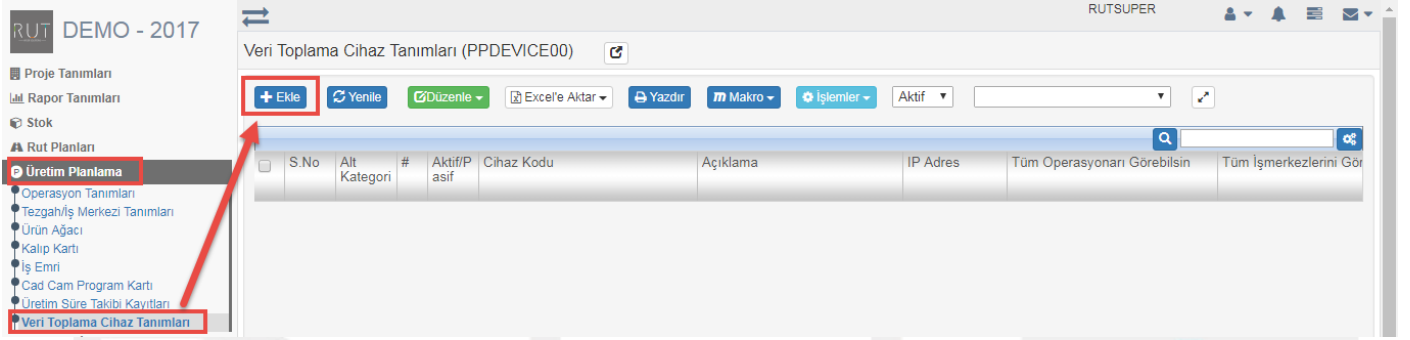 RUT DEMO - 2017
RUTSUPER
Veri Toplama Cihaz Tanımları (PPDEVICE00)
Proje Tanımları
Rapor Tanımları
Stok
Rut Planları
Üretim Planlama
Operasyon Tanımları
Tezgah/İş Merkezi Tanımları
Ürün Ağacı
Kalıp Kartı
İş Emri
Cad Cam Program Kartı
Üretim Süre Takibi Kayıtları
Veri Toplama Cihaz Tanımları
Ekle Yenile Düzenle Excel'e Aktar Yazdır m Makro İşlemler Aktif
S.No Alt Kategori # Aktif/P asif Cihaz Kodu Açıklama IP Adres Tüm Operasyonarı Görebilsin Tüm İşmerkezlerini Gör